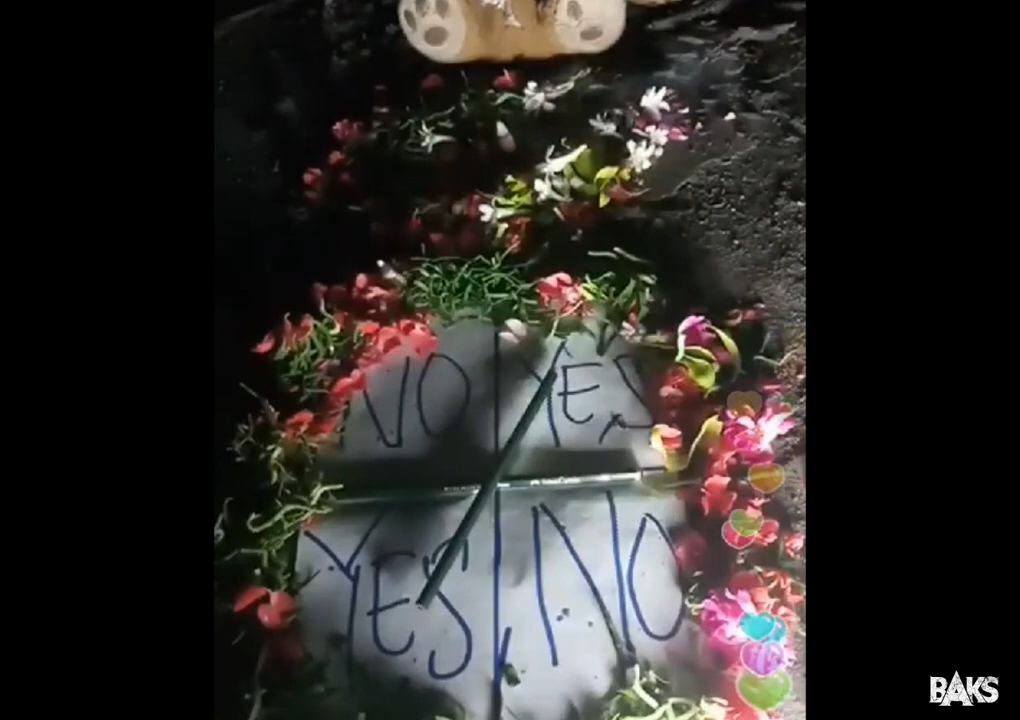 NO YES
YES NO
BAKS